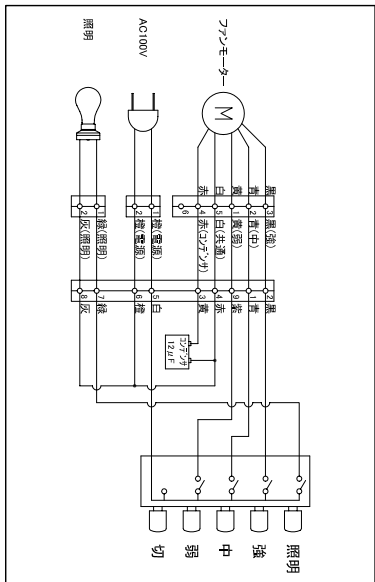 照明
AC100V
ファンモーター
M
赤
白
黄
青
黒
6
4
5
1
2
3
赤(コンデンサ)
白(共通)
黄(弱)
青(中)
黒(強)
2
1
橙(電源)
橙(電源)
2
1
灰(照明)
緑(照明)
8
7
6
5
3
4
9
1
2
灰
緑
橙
白
黄
赤
紫
青
黒
コンデンサ
12μF
切
弱
中
強
照明